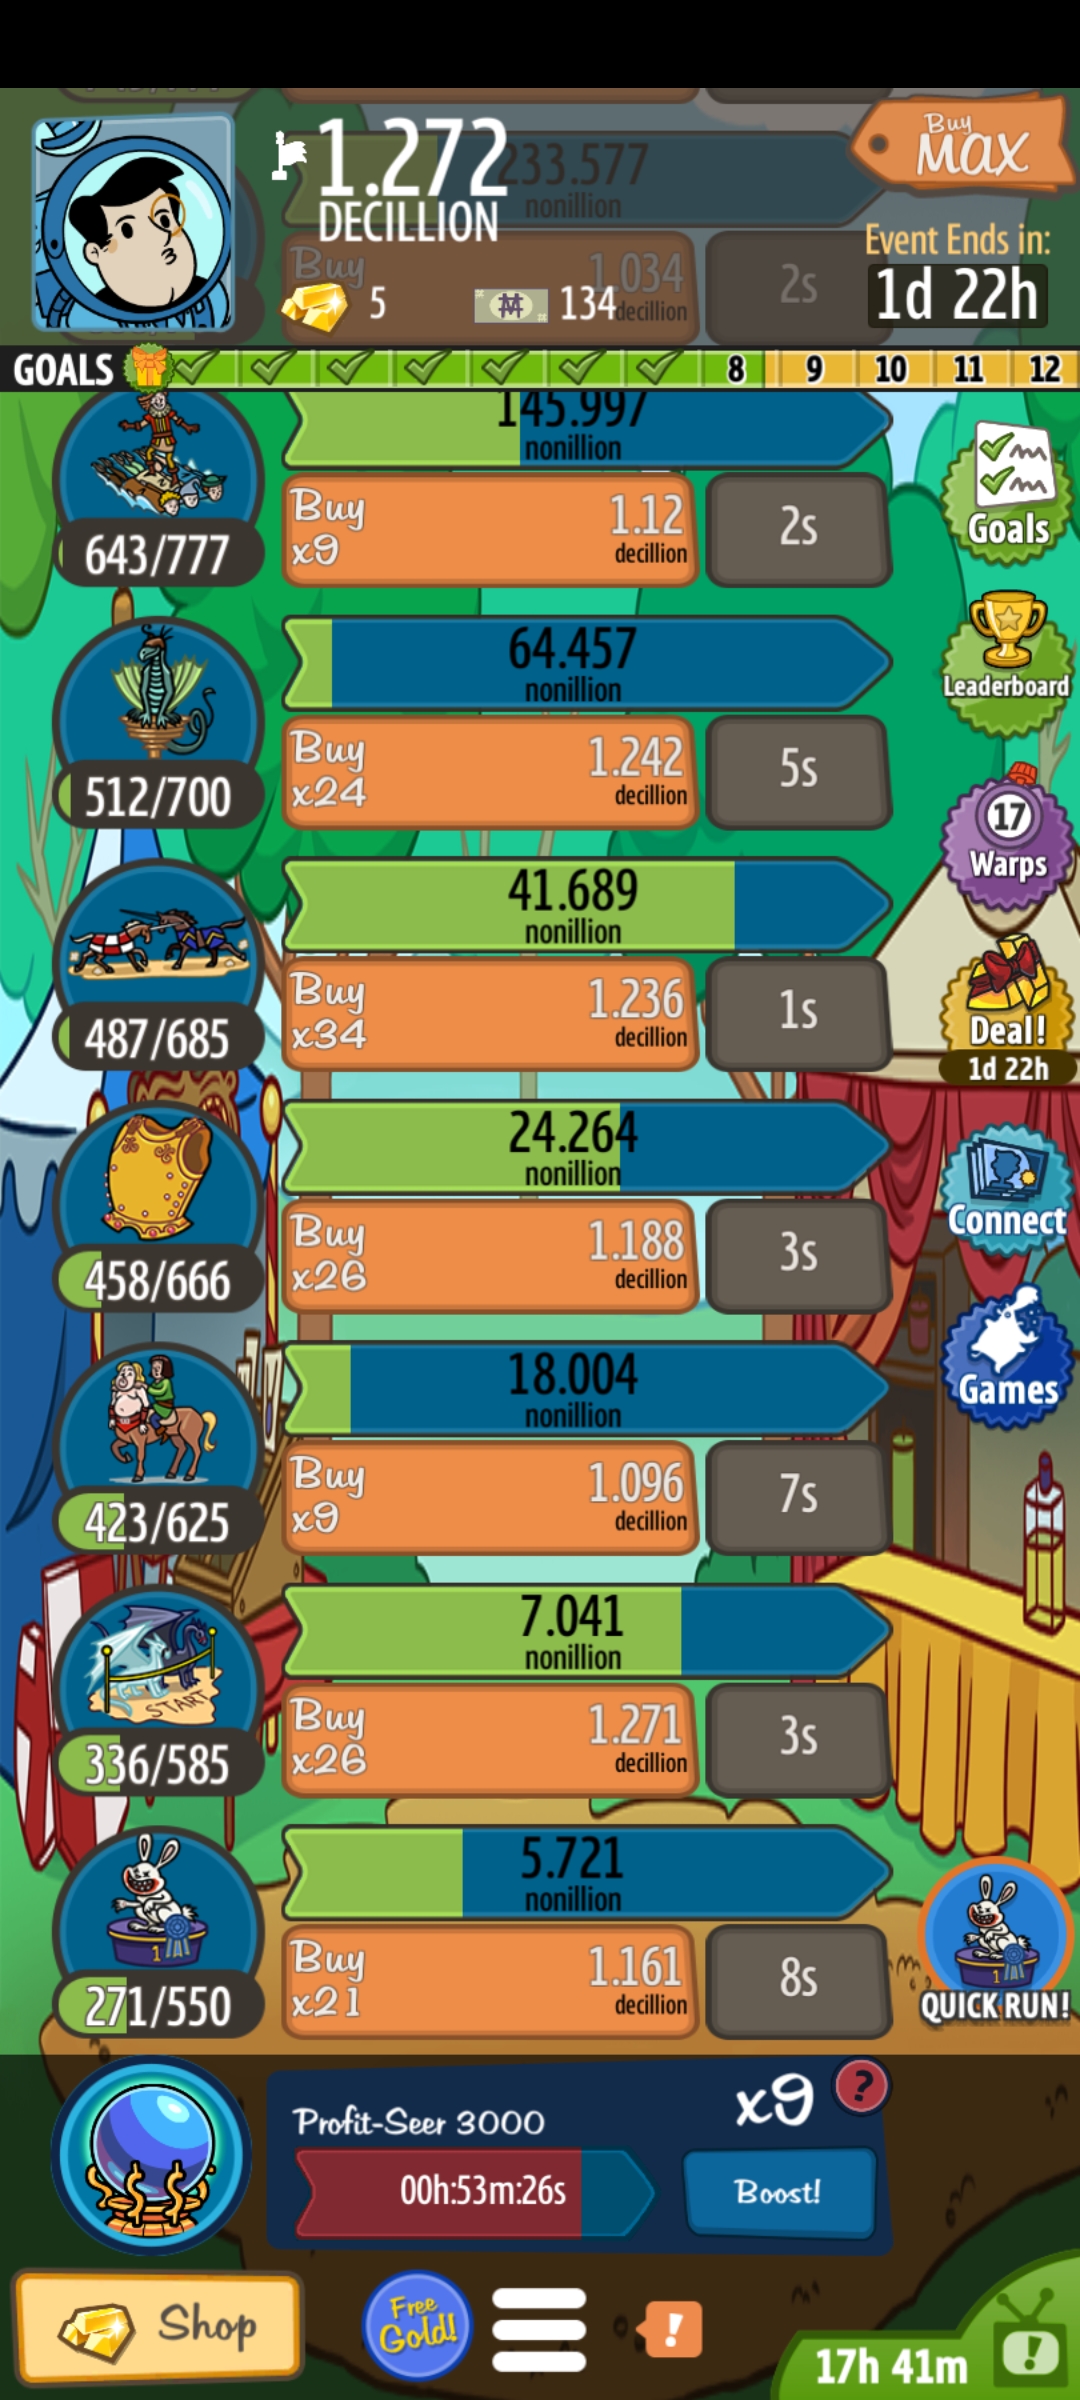 1.272
DECILLION
5
134
233.577
nonillion
Buy
1.034
decillion
2s
Buy
MAX
Event Ends in:
1d 22h
GOALS
8
9
10
11
12
145.997
nonillion
643/777
Buy
x9
1.12
decillion
2s
Goals
64.457
nonillion
512/700
Buy
x24
1.242
decillion
5s
Leaderboard
17
Warps
41.689
nonillion
487/685
Buy
x34
1.236
decillion
1s
Deal!
1d 22h
24.264
nonillion
458/666
Buy
x26
1.188
decillion
3s
Connect
18.004
nonillion
423/625
Buy
x9
1.096
decillion
7s
Games
7.041
nonillion
START
336/585
Buy
x26
1.271
decillion
3s
5.721
nonillion
1
271/550
Buy
x21
1.161
decillion
8s
1
QUICK RUN!
Profit-Seer 3000
x9
?
00h:53m:26s
Boost!
Shop
Free
Gold!
!
17h 41m
!